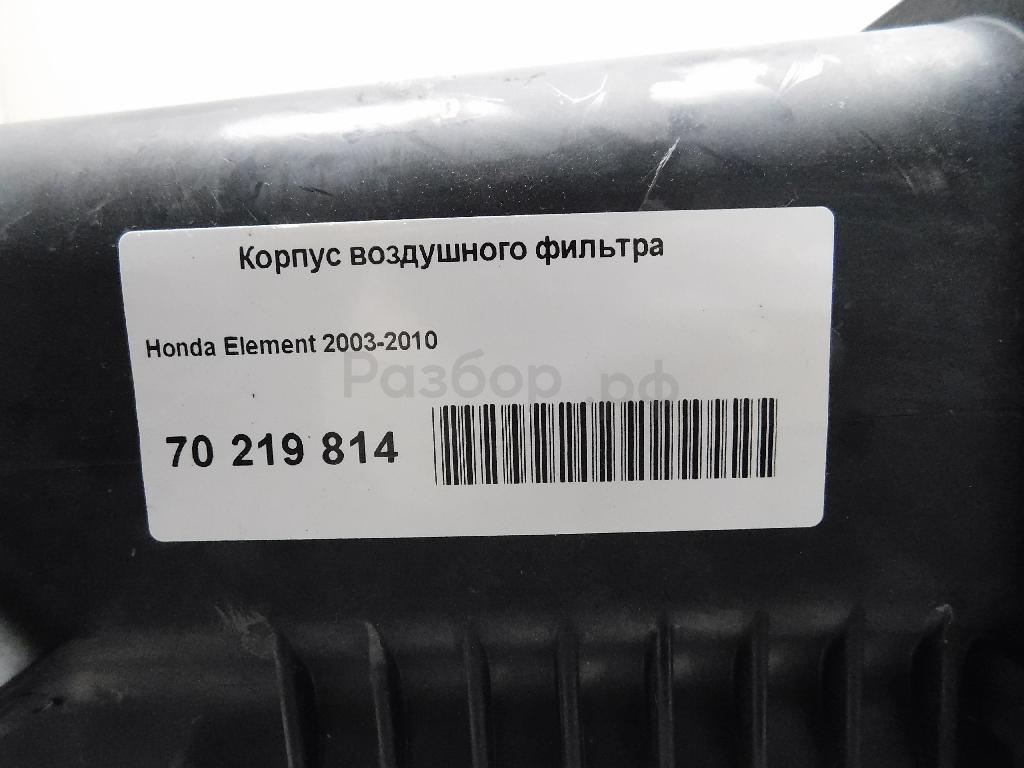 Корпус воздушного фильтра
Honda Element 2003-2010
Разбор.рф
70 219 814